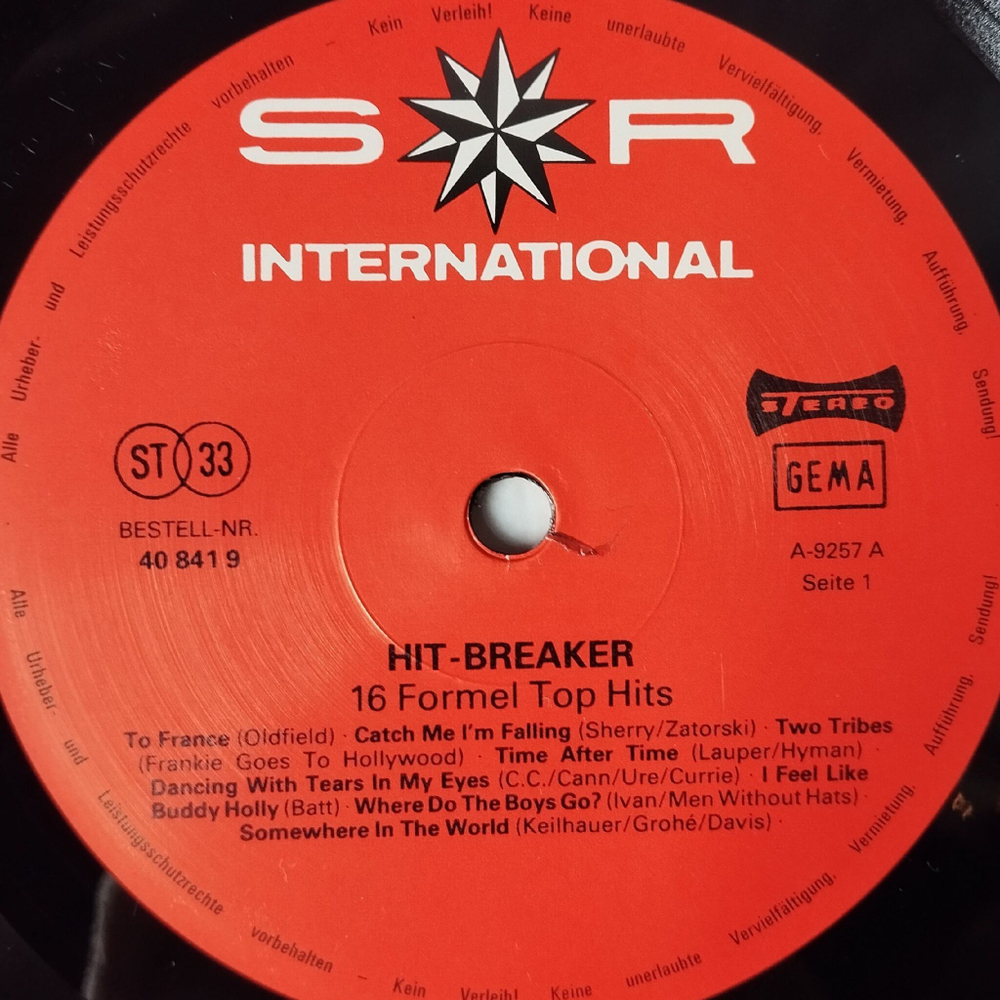 Alle Urheber- und Leistungsschutzrechte vorbehalten Kein Verleih! Keine unerlaubte Vervielfältigung, Vermietung, Aufführung, Sendung!
S R
INTERNATIONAL
STEREO
GEMA
ST 33
BESTELL-NR.
40 841 9
A-9257 A
Seite 1
HIT-BREAKER
16 Formel Top Hits
To France (Oldfield) · Catch Me I'm Falling (Sherry/Zatorski) · Two Tribes
(Frankie Goes To Hollywood) · Time After Time (Lauper/Hyman) ·
Dancing With Tears In My Eyes (C.C./Cann/Ure/Currie) · I Feel Like
Buddy Holly (Batt) · Where Do The Boys Go? (Ivan/Men Without Hats) ·
Somewhere In The World (Keilhauer/Grohé/Davis) ·
Alle Urheber- und Leistungsschutzrechte vorbehalten – Kein Verleih! Keine unerlaubte Vervielfältigung, Vermietung, Aufführung, Sendung!